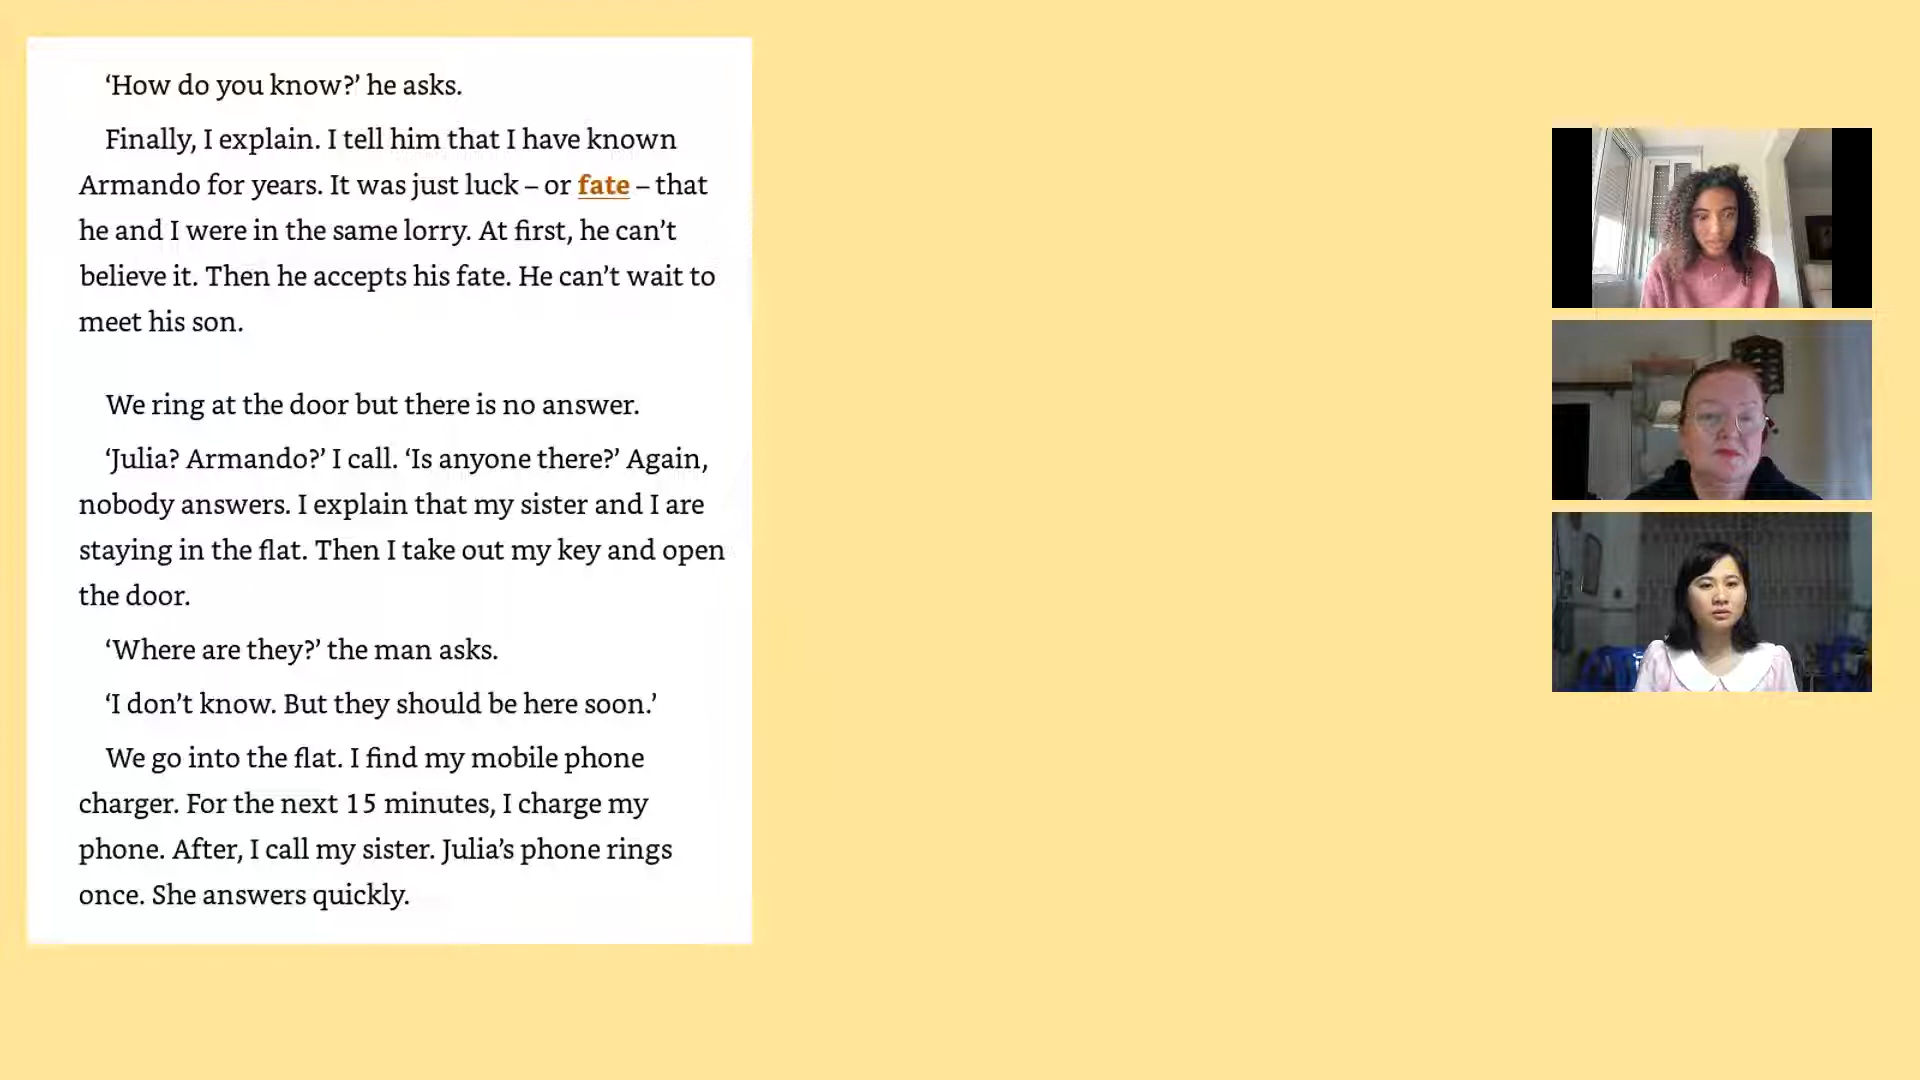 ‘How do you know?’ he asks.
Finally, I explain. I tell him that I have known
Armando for years. It was just luck – or fate – that
he and I were in the same lorry. At first, he can’t
believe it. Then he accepts his fate. He can’t wait to
meet his son.
We ring at the door but there is no answer.
‘Julia? Armando?’ I call. ‘Is anyone there?’ Again,
nobody answers. I explain that my sister and I are
staying in the flat. Then I take out my key and open
the door.
‘Where are they?’ the man asks.
‘I don’t know. But they should be here soon.’
We go into the flat. I find my mobile phone
charger. For the next 15 minutes, I charge my
phone. After, I call my sister. Julia’s phone rings
once. She answers quickly.